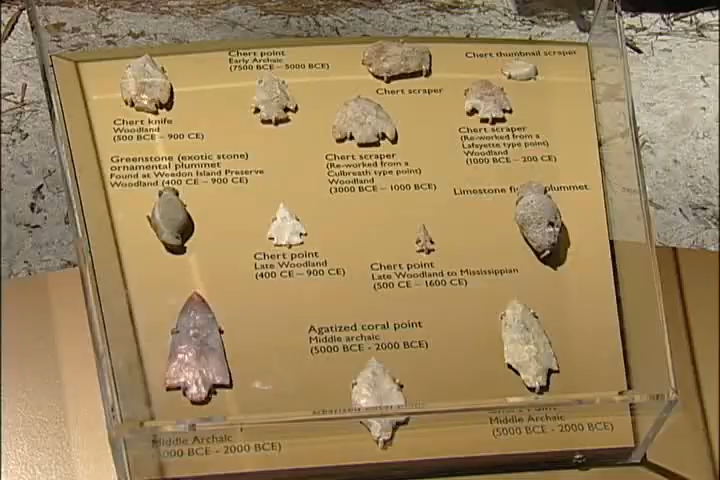 Chert point
Early Archaic
(7500 BCE – 5000 BCE)
Chert thumbnail scraper
Chert scraper
Chert knife
Woodland
(500 BCE – 900 CE)
Greenstone (exotic stone)
ornamental plummet
Found at Weedon Island Preserve
Woodland (400 CE – 900 CE)
Chert scraper
(Re-worked from a
Culbreath type point)
Woodland
(3000 BCE – 1000 BCE)
Chert scraper
(Re-worked from a
Lafayette type point)
Woodland
(1000 BCE – 200 CE)
Limestone plummet
Chert point
Late Woodland
(400 CE – 900 CE)
Chert point
Late Woodland to Mississippian
(500 CE – 1600 CE)
Agatized coral point
Middle archaic
(5000 BCE - 2000 BCE)
Middle Archaic
000 BCE - 2000 BCE)
Middle Archaic
(5000 BCE - 2000 BCE)